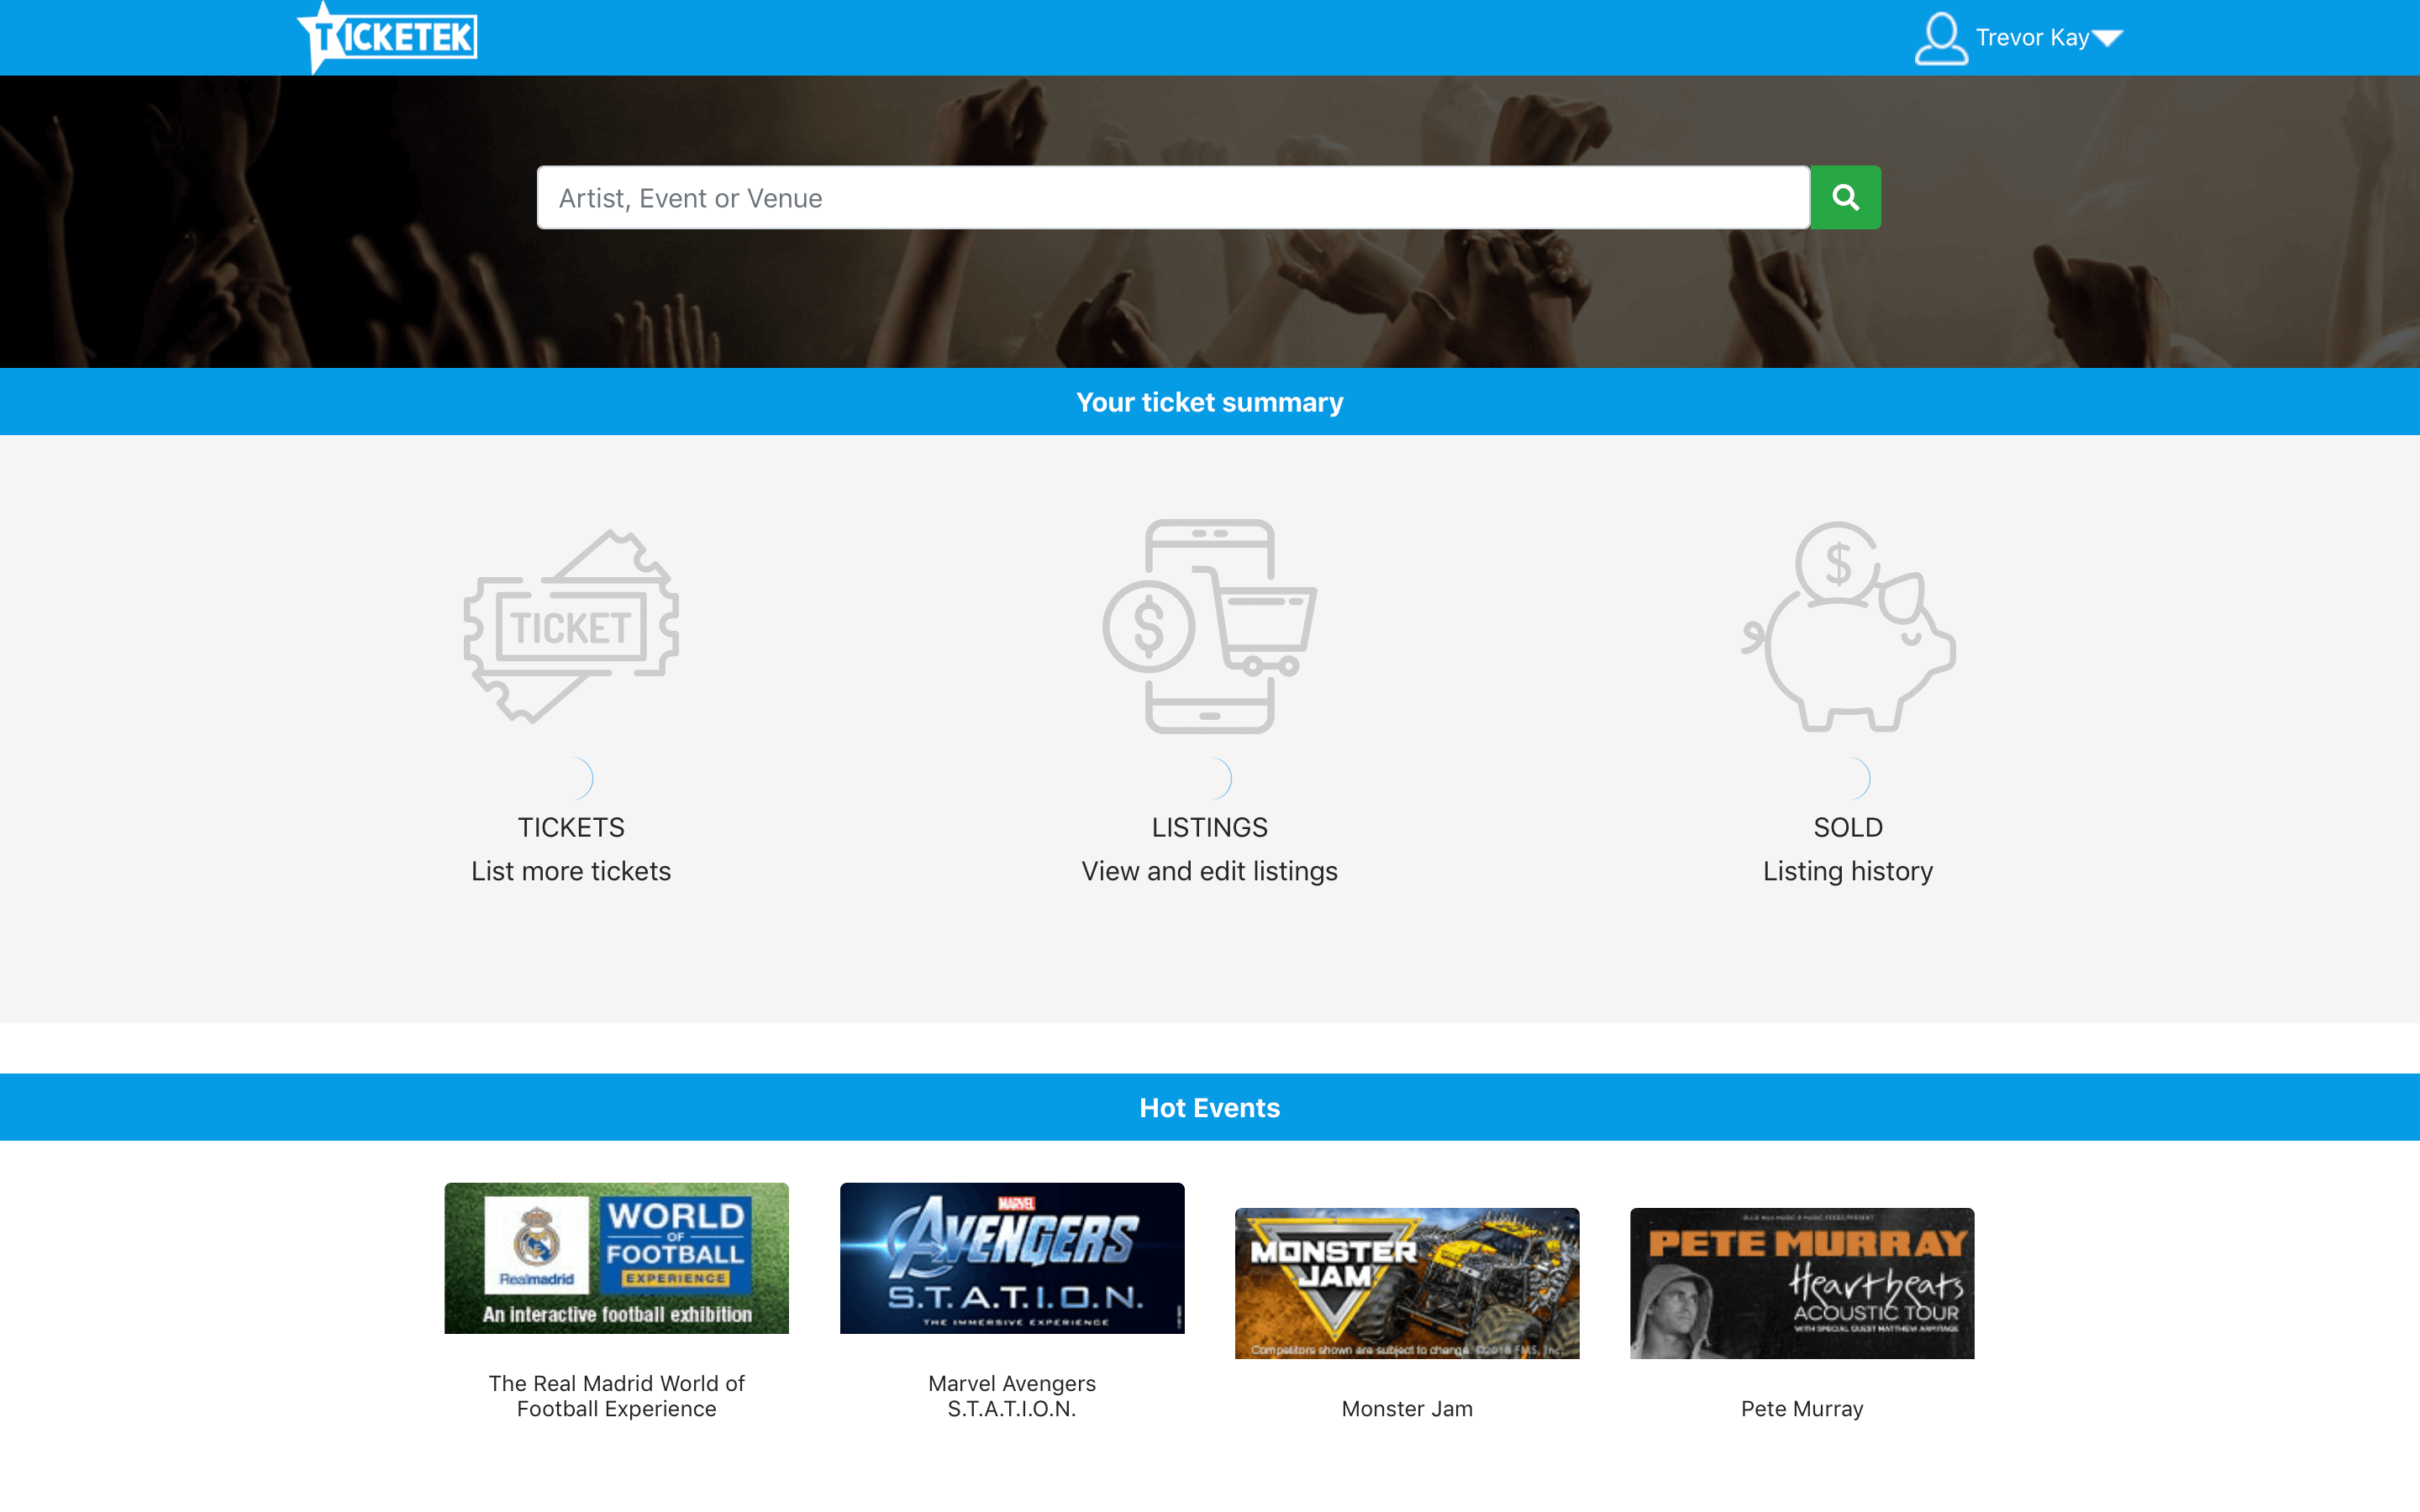 TICKETEK
Trevor Kay
Artist, Event or Venue
Your ticket summary
TICKET
$
$
TICKETS
List more tickets
LISTINGS
View and edit listings
SOLD
Listing history
Hot Events
Realmadrid
WORLD
OF
FOOTBALL
EXPERIENCE
An interactive football exhibition
The Real Madrid World of
Football Experience
MARVEL
AVENGERS
S.T.A.T.I.O.N.
THE IMMERSIVE EXPERIENCE
Marvel Avengers
S.T.A.T.I.O.N.
MONSTER
JAM
Competitors shown are subject to change. ©2018 FMS, Inc.
Monster Jam
PETE MURRAY
Heartbeats
ACOUSTIC TOUR
WITH SPECIAL GUEST MATTHEW ARMITAGE
Pete Murray